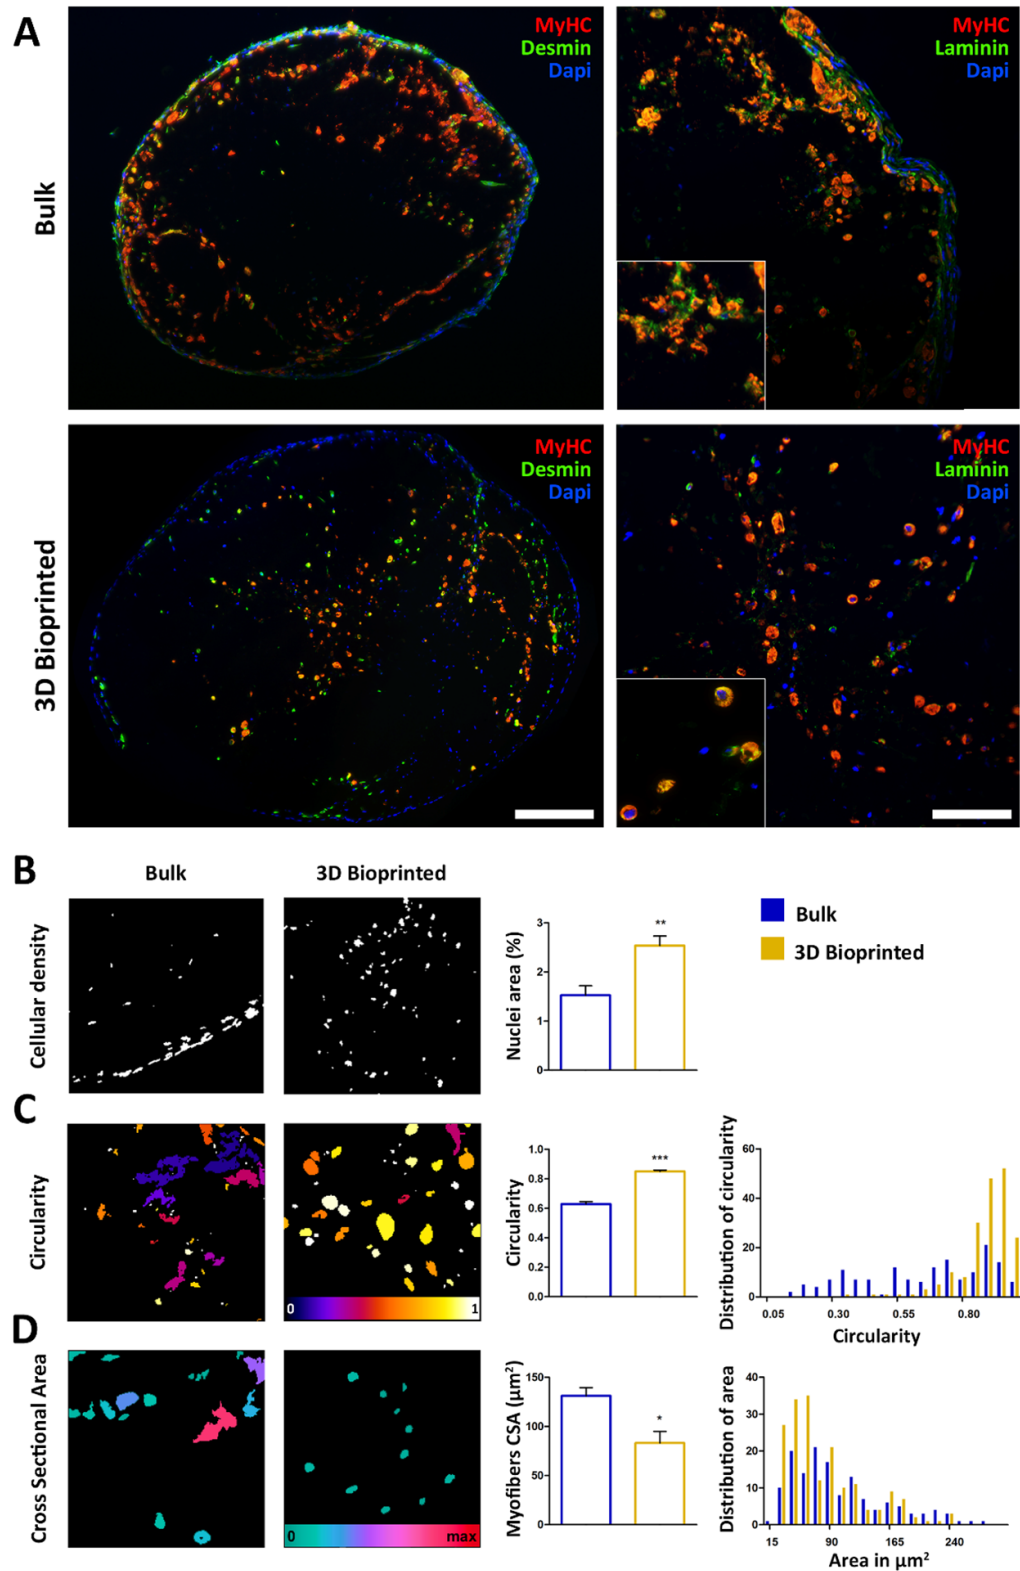 A
MyHC
Desmin
Dapi
MyHC
Laminin
Dapi
Bulk
MyHC
Desmin
Dapi
MyHC
Laminin
Dapi
3D Bioprinted
B
Bulk
3D Bioprinted
Cellular density
Nuclei area (%)
3
2
1
0
**
Bulk
3D Bioprinted
C
Circularity
0
1
Circularity
1.0
0.8
0.6
0.4
0.2
0.0
***
Distribution of circularity
60
40
20
0
0.05
0.30
0.55
0.80
Circularity
D
Cross Sectional Area
0
max
Myofibers CSA (µm²)
150
100
50
0
*
Distribution of area
40
30
20
10
0
15
90
165
240
Area in µm²